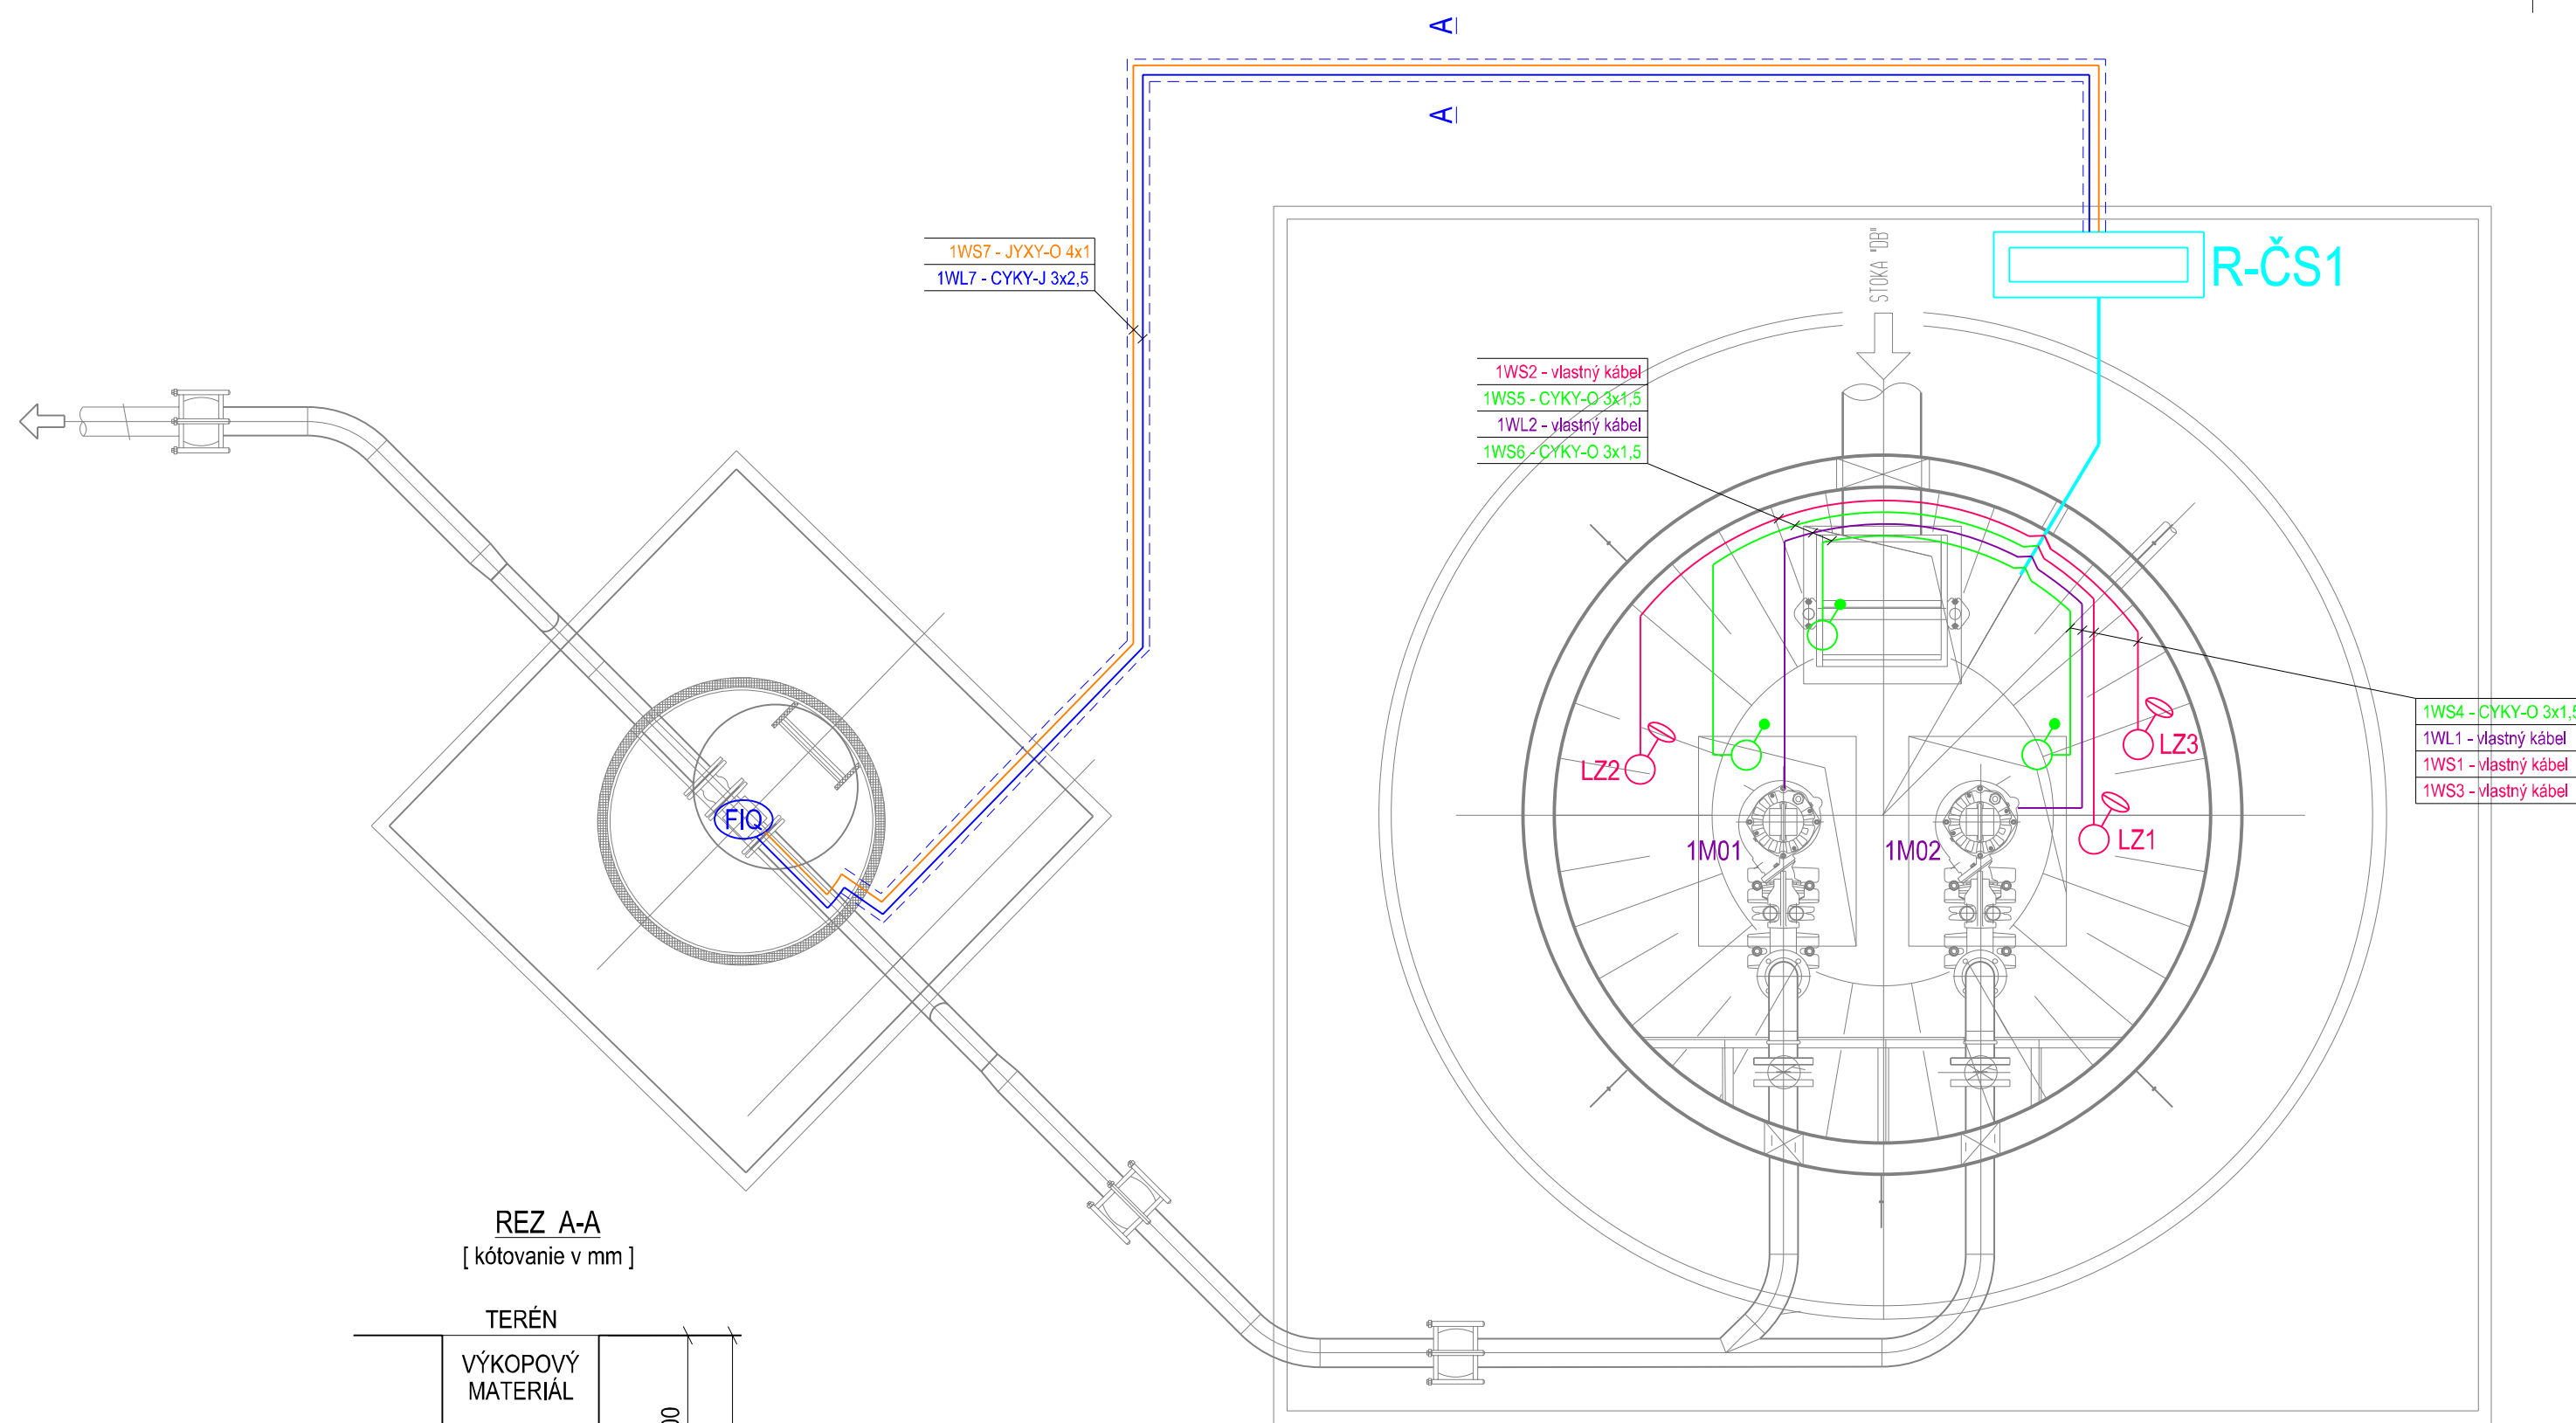 A
A
1WS7 - JYXY-O 4x1
1WL7 - CYKY-J 3x2,5
STOKA "DB"
R-ČS1
1WS2 - vlastný kábel
1WS5 - CYKY-O 3x1,5
1WL2 - vlastný kábel
1WS6 - CYKY-O 3x1,5
1WS4 - CYKY-O 3x1,5
1WL1 - vlastný kábel
1WS1 - vlastný kábel
1WS3 - vlastný kábel
LZ2
LZ3
LZ1
FIQ
1M01
1M02
REZ A-A
[ kótovanie v mm ]
TERÉN
VÝKOPOVÝ
MATERIÁL